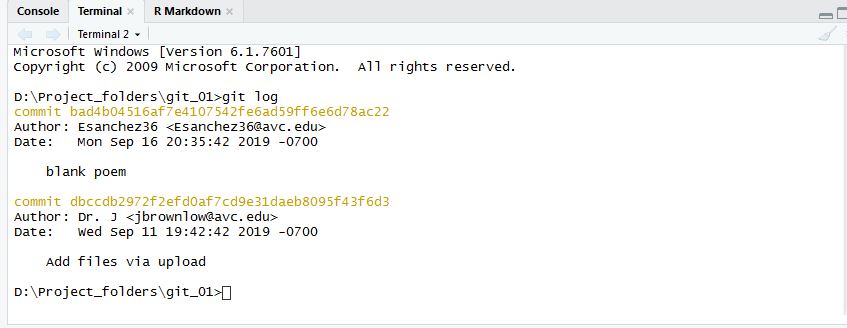 Console Terminal R Markdown
Terminal 2
Microsoft Windows [Version 6.1.7601]
Copyright (c) 2009 Microsoft Corporation.  All rights reserved.
D:\Project_folders\git_01>git log
commit bad4b04516af7e4107542fe6ad59ff6e6d78ac22
Author: Esanchez36 <Esanchez36@avc.edu>
Date:   Mon Sep 16 20:35:42 2019 -0700
blank poem
commit dbccdb2972f2efd0af7cd9e31daeb8095f43f6d3
Author: Dr. J <jbrownlow@avc.edu>
Date:   Wed Sep 11 19:42:42 2019 -0700
Add files via upload
D:\Project_folders\git_01>